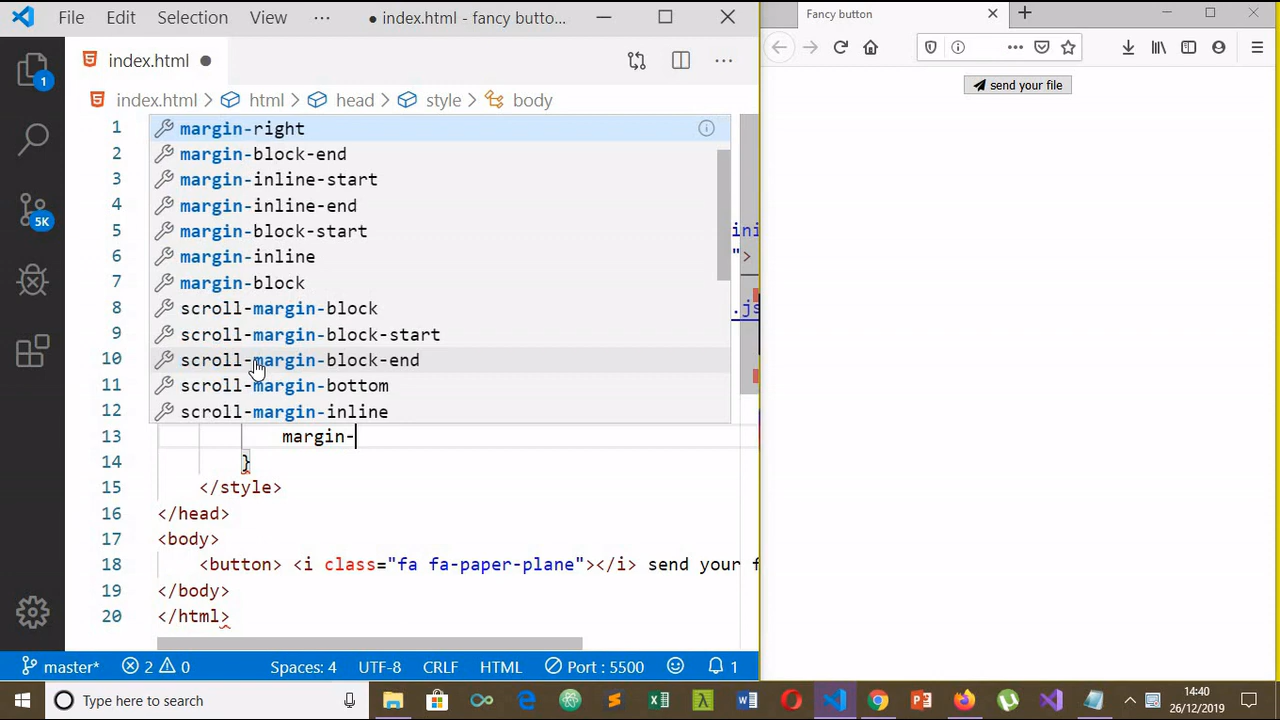 File Edit Selection View ··· ● index.html - fancy butto...
Fancy button
index.html ●
1
index.html > html > head > style > body
send your file
1 margin-right
2 margin-block-end
3 margin-inline-start
4 margin-inline-end
5 margin-block-start ini
6 margin-inline ">
7 margin-block
8 scroll-margin-block .js
9 scroll-margin-block-start
5K
10 scroll-margin-block-end
11 scroll-margin-bottom
12 scroll-margin-inline
13 margin-
14 }
15 </style>
16 </head>
17 <body>
18 <button> <i class="fa fa-paper-plane"></i> send your f
19 </body>
20 </html>
master* 2 0 Spaces: 4 UTF-8 CRLF HTML Port : 5500 1
Type here to search
14:40
26/12/2019